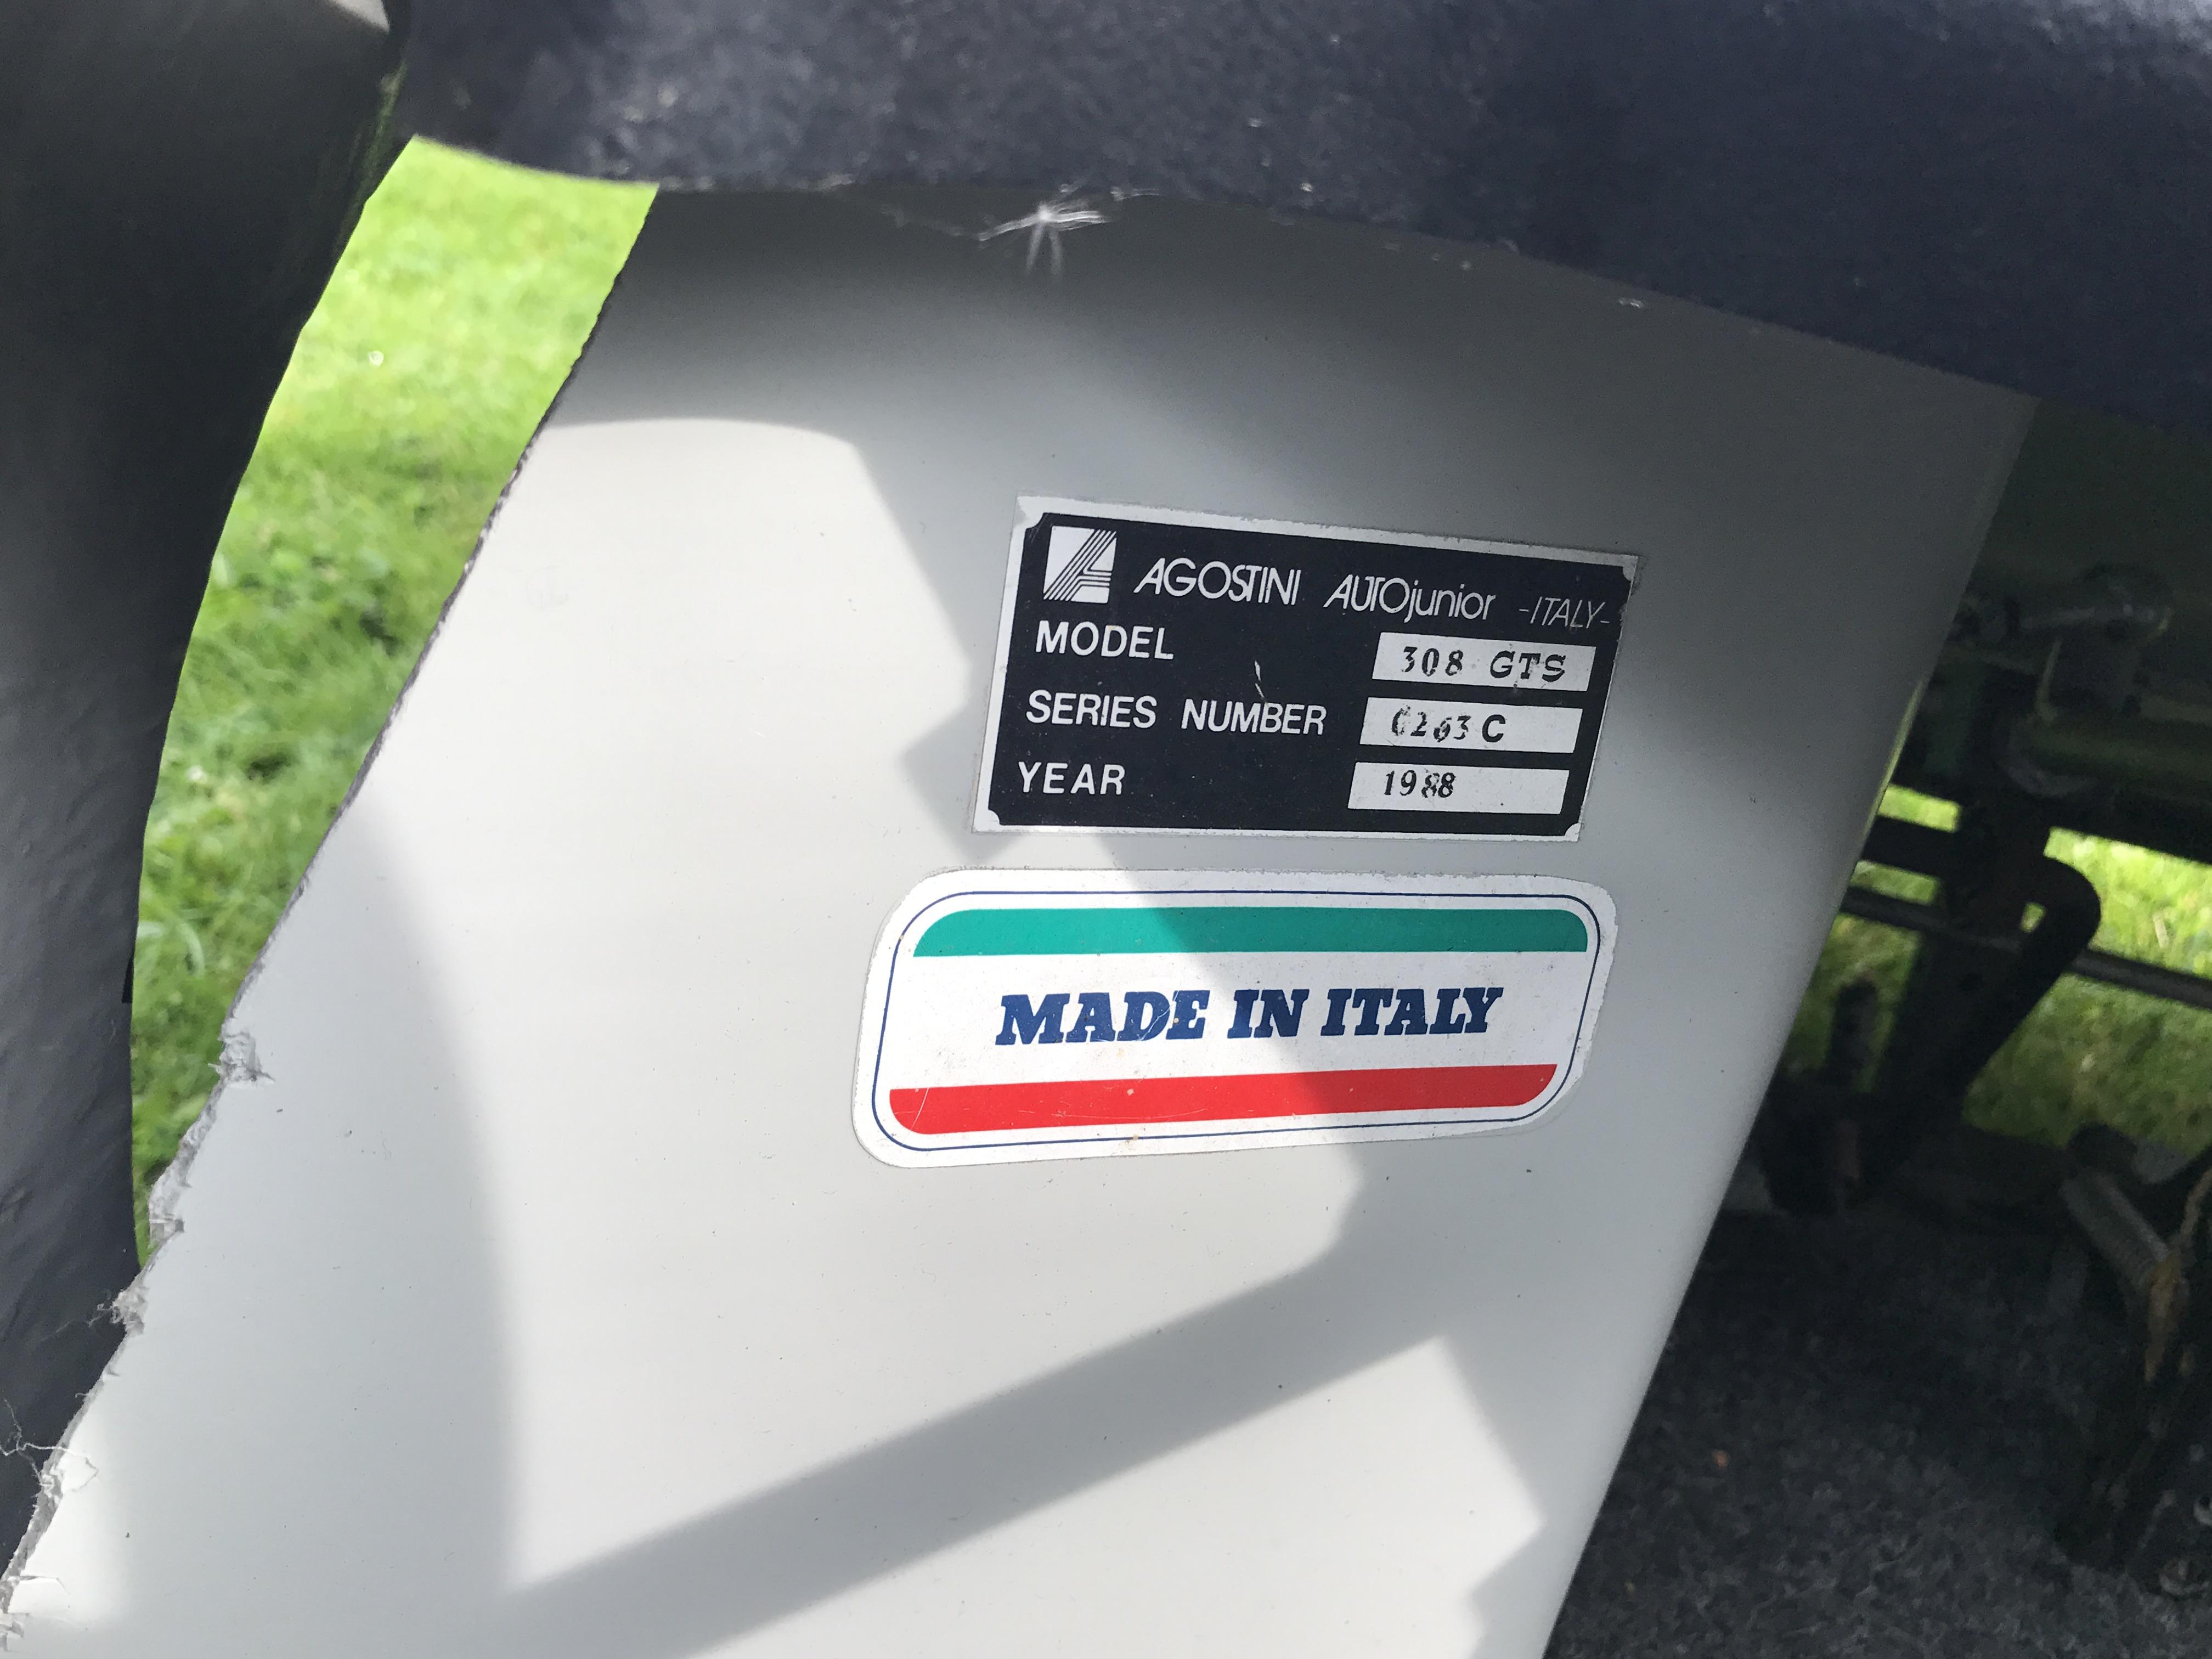 AGOSTINI AUTOjunior -ITALY-
MODEL 308 GTS
SERIES NUMBER 0263 C
YEAR 1988
MADE IN ITALY